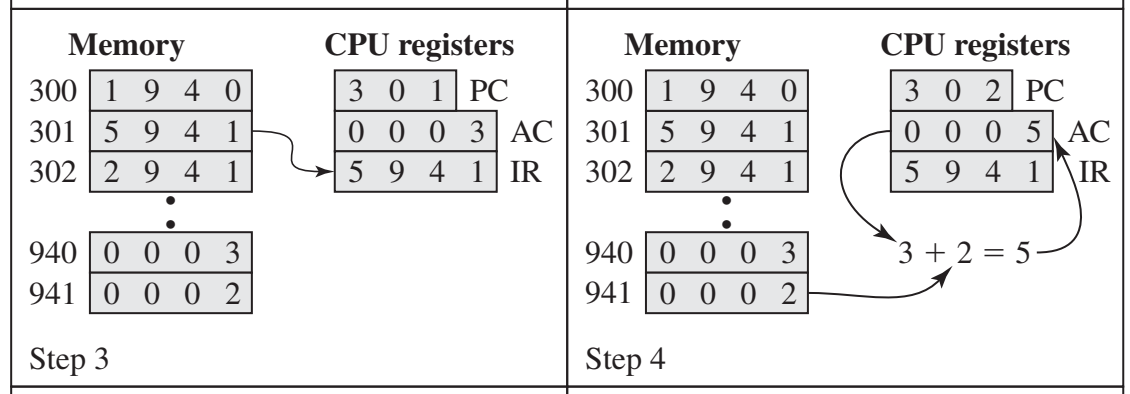 Memory CPU registers
300 1 9 4 0 3 0 1 PC
301 5 9 4 1 0 0 0 3 AC
302 2 9 4 1 5 9 4 1 IR
940 0 0 0 3
941 0 0 0 2
Step 3
Memory CPU registers
300 1 9 4 0 3 0 2 PC
301 5 9 4 1 0 0 0 5 AC
302 2 9 4 1 5 9 4 1 IR
940 0 0 0 3 3 + 2 = 5
941 0 0 0 2
Step 4